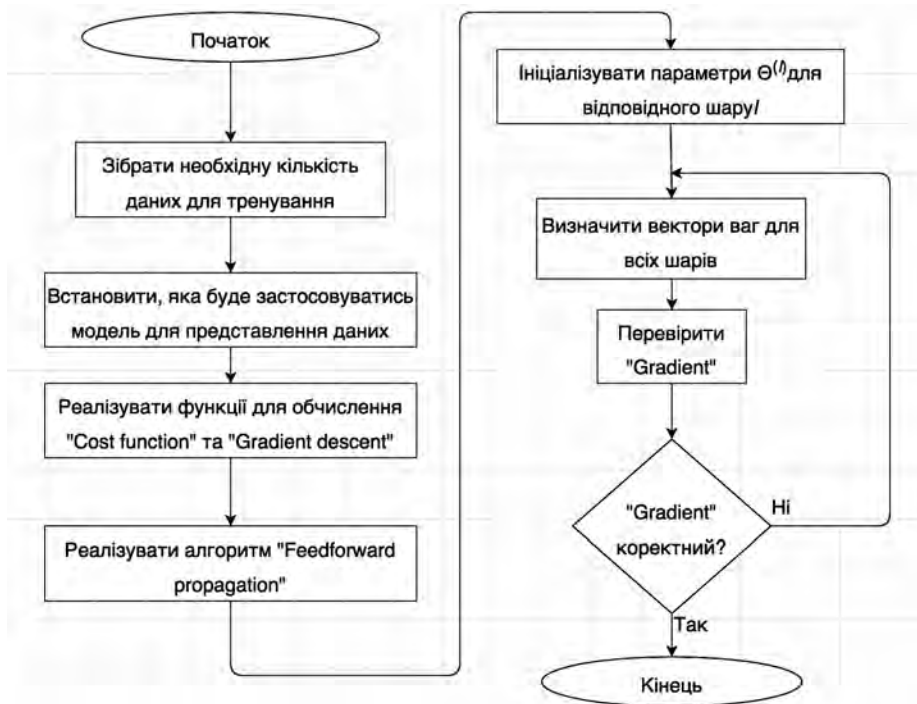 Початок
Зібрати необхідну кількість
даних для тренування
Встановити, яка буде застосовуватись
модель для представлення даних
Реалізувати функції для обчислення
"Cost function" та "Gradient descent"
Реалізувати алгоритм "Feedforward
propagation"
Ініціалізувати параметри Θ⁽ˡ⁾для
відповідного шаруl
Визначити вектори ваг для
всіх шарів
Перевірити
"Gradient"
"Gradient"
коректний?
Ні
Так
Кінець